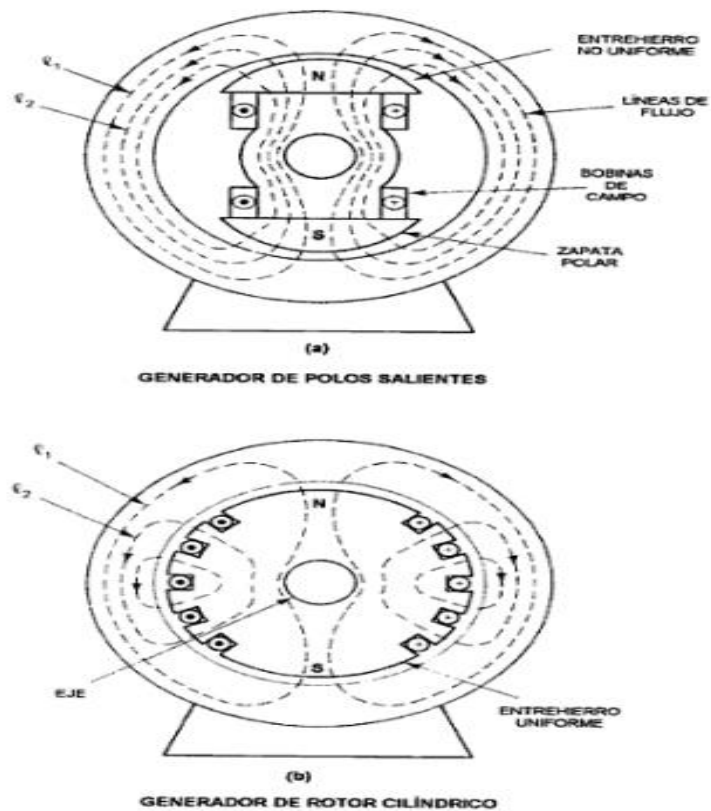 ℓ₁
ℓ₂
ENTREHIERRO
NO UNIFORME
LÍNEAS DE
FLUJO
BOBINAS
DE
CAMPO
ZAPATA
POLAR
N
S
(a)
GENERADOR DE POLOS SALIENTES
ℓ₁
ℓ₂
N
S
EJE
ENTREHIERRO
UNIFORME
(b)
GENERADOR DE ROTOR CILÍNDRICO